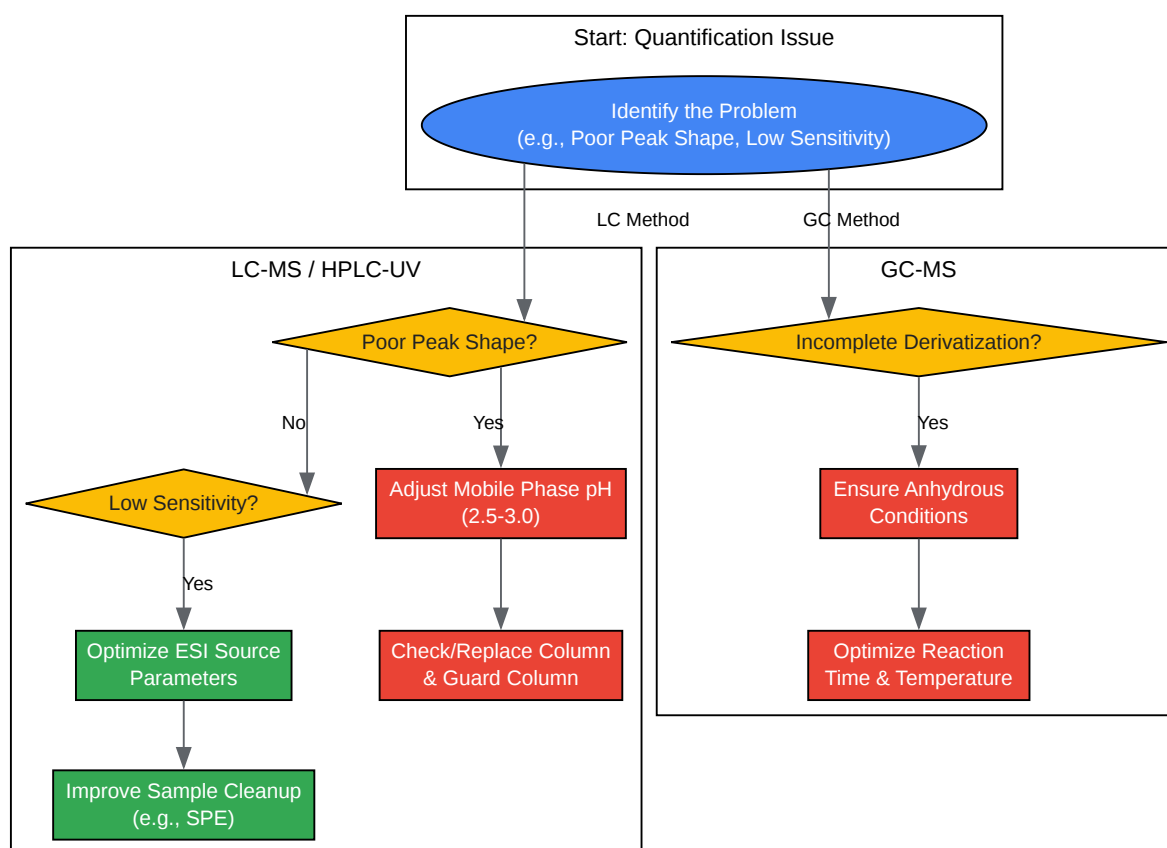 Start: Quantification Issue
Identify the Problem
(e.g., Poor Peak Shape, Low Sensitivity)
LC Method
GC Method
LC-MS / HPLC-UV
Poor Peak Shape?
No
Yes
Low Sensitivity?
Adjust Mobile Phase pH
(2.5-3.0)
Yes
Optimize ESI Source
Parameters
Check/Replace Column
& Guard Column
Improve Sample Cleanup
(e.g., SPE)
GC-MS
Incomplete Derivatization?
Yes
Ensure Anhydrous
Conditions
Optimize Reaction
Time & Temperature